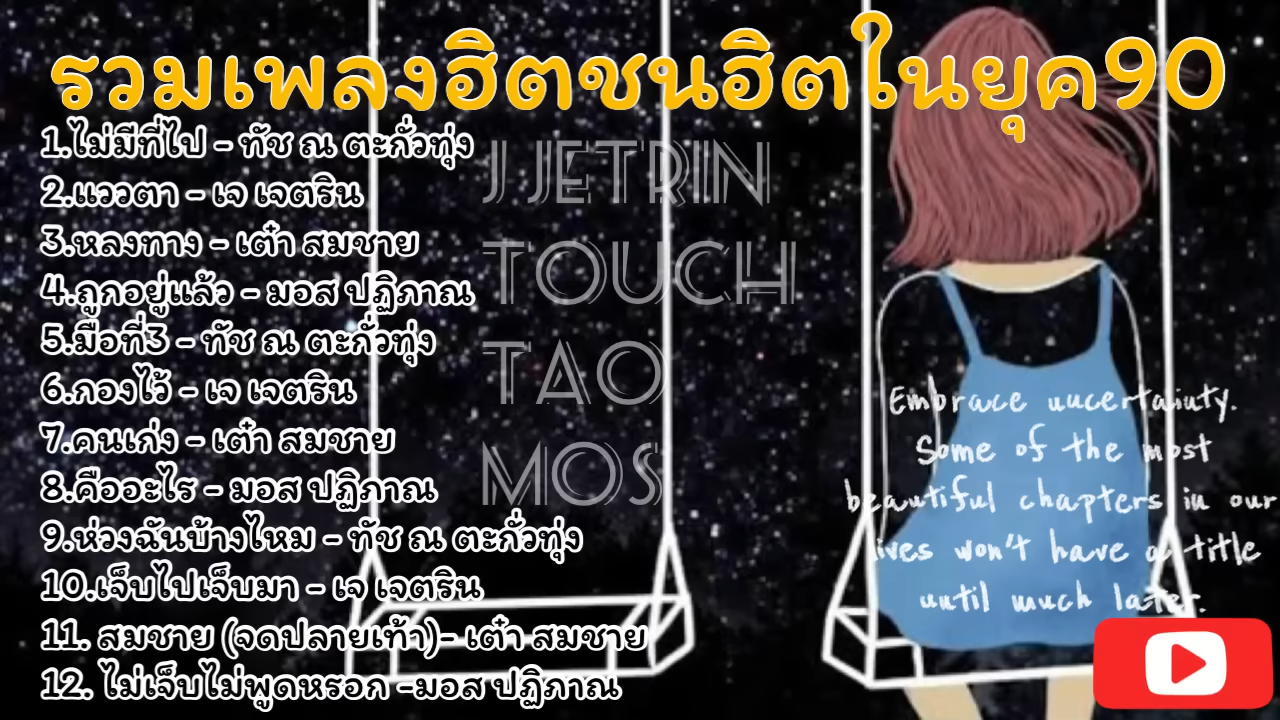 รวมเพลงฮิตชนฮิตในยุค90
1.ไม่มีที่ไป - ทัช ณ ตะกั่วทุ่ง
2.แววตา - เจ เจตริน
3.หลงทาง - เต๋า สมชาย
4.ถูกอยู่แล้ว - มอส ปฏิภาณ
5.มือที่3 - ทัช ณ ตะกั่วทุ่ง
6.กองไว้ - เจ เจตริน
7.คนเก่ง - เต๋า สมชาย
8.คืออะไร - มอส ปฏิภาณ
9.ห่วงฉันบ้างไหม - ทัช ณ ตะกั่วทุ่ง
10.เจ็บไปเจ็บมา - เจ เจตริน
11. สมชาย (จดปลายเท้า)- เต๋า สมชาย
12. ไม่เจ็บไม่พูดหรอก -มอส ปฏิภาณ
J JETRIN
TOUCH
TAO
MOS
Embrace uncertainty.
Some of the most
beautiful chapters in our
lives won't have a title
until much later.